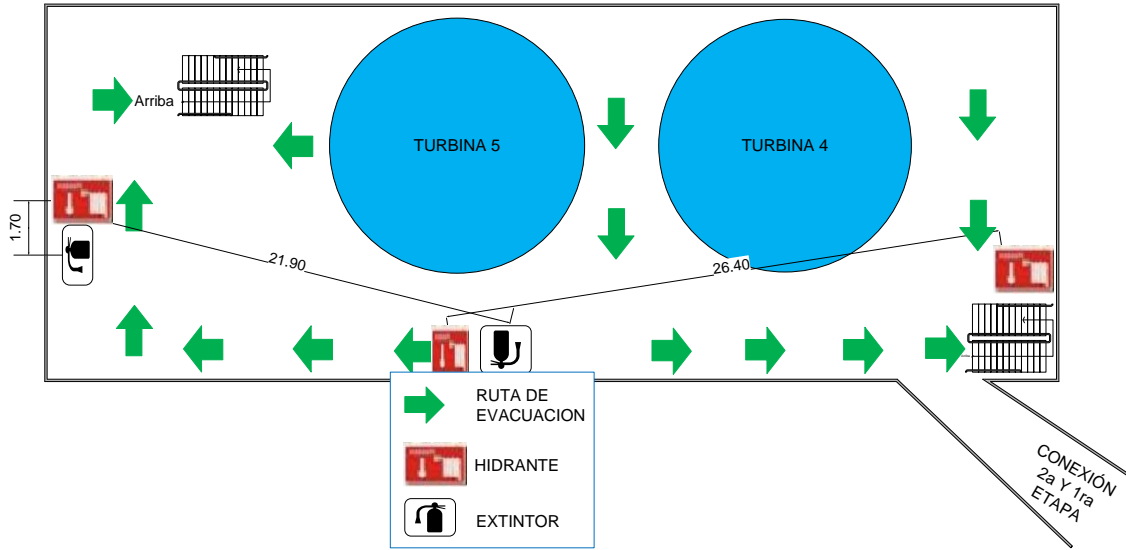 Arriba
TURBINA 5
TURBINA 4
1.70
21.90
26.40
RUTA DE
EVACUACION
HIDRANTE
EXTINTOR
CONEXIÓN
2a Y 1ra
ETAPA